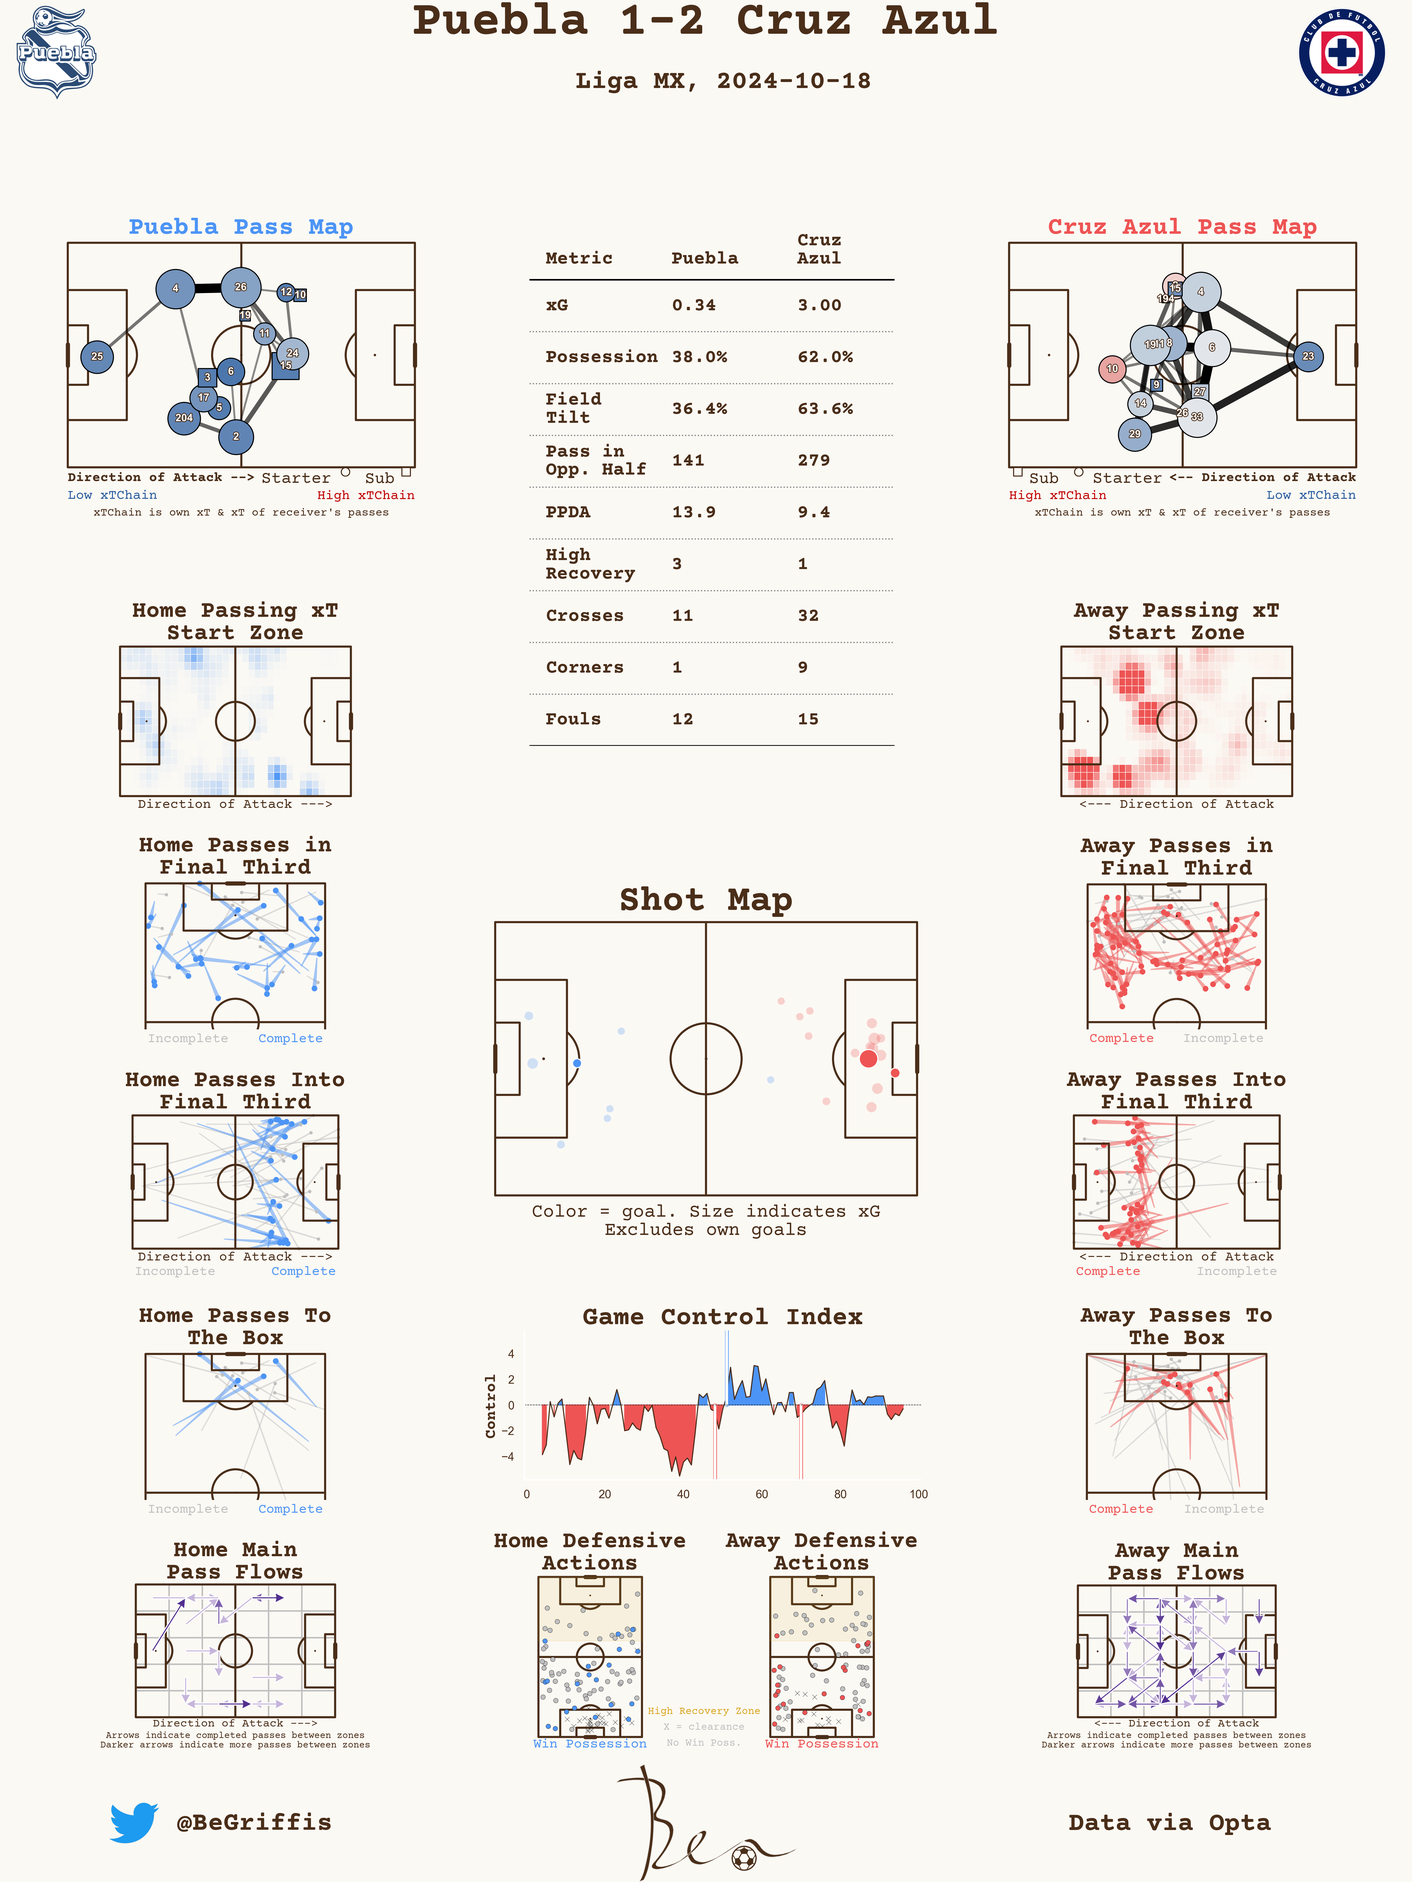 Puebla 1-2 Cruz Azul
Liga MX, 2024-10-18
Puebla
CLUB DE FUTBOL
CRUZ AZUL
Puebla Pass Map
4
26
12
10
19
11
25
24
15
6
3
17
5
204
2
Direction of Attack --> Starter Sub
Low xTChain High xTChain
xTChain is own xT & xT of receiver's passes
Metric Puebla Cruz Azul
xG 0.34 3.00
Possession 38.0% 62.0%
Field Tilt 36.4% 63.6%
Pass in Opp. Half 141 279
PPDA 13.9 9.4
High Recovery 3 1
Crosses 11 32
Corners 1 9
Fouls 12 15
Cruz Azul Pass Map
15
194
4
19
8
6
23
10
9
27
14
26
33
29
Sub Starter <-- Direction of Attack
High xTChain Low xTChain
xTChain is own xT & xT of receiver's passes
Home Passing xT
Start Zone
Direction of Attack --->
Away Passing xT
Start Zone
<--- Direction of Attack
Home Passes in
Final Third
Incomplete Complete
Shot Map
Color = goal. Size indicates xG
Excludes own goals
Away Passes in
Final Third
Complete Incomplete
Home Passes Into
Final Third
Direction of Attack --->
Incomplete Complete
Away Passes Into
Final Third
<--- Direction of Attack
Complete Incomplete
Home Passes To
The Box
Incomplete Complete
Game Control Index
Control
4
2
0
−2
−4
0 20 40 60 80 100
Away Passes To
The Box
Complete Incomplete
Home Main
Pass Flows
Direction of Attack --->
Arrows indicate completed passes between zones
Darker arrows indicate more passes between zones
Home Defensive
Actions
Win Possession
High Recovery Zone
X = clearance
No Win Poss.
Away Defensive
Actions
Win Possession
Away Main
Pass Flows
<--- Direction of Attack
Arrows indicate completed passes between zones
Darker arrows indicate more passes between zones
@BeGriffis
Ben
Data via Opta